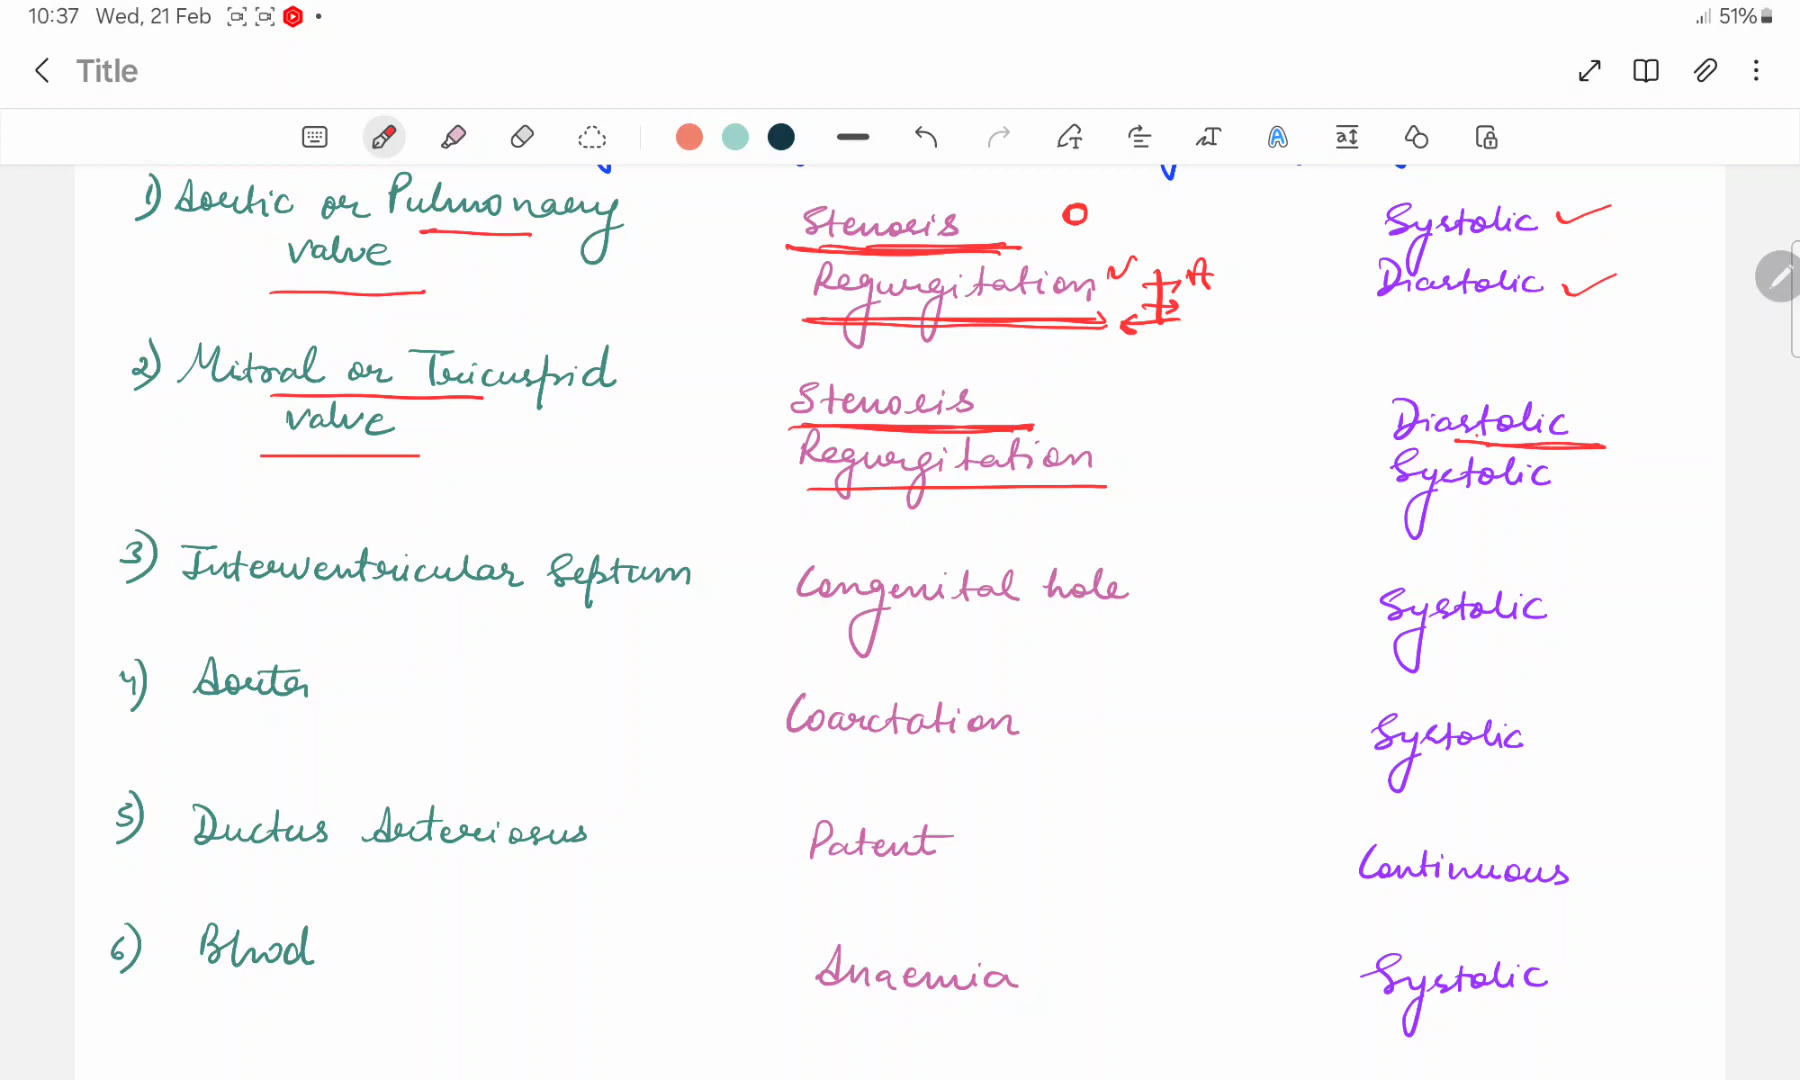 10:37 Wed, 21 Feb 51%
Title
1) Aortic or Pulmonary Stenosis O Systolic ✓
valve Regurgitation ✓ A Diastolic ✓
2) Mitral or Tricuspid Stenosis Diastolic
valve Regurgitation Systolic
3) Interventricular Septum Congenital hole Systolic
4) Aorta Coarctation Systolic
5) Ductus Arteriosus Patent Continuous
6) Blood Anaemia Systolic